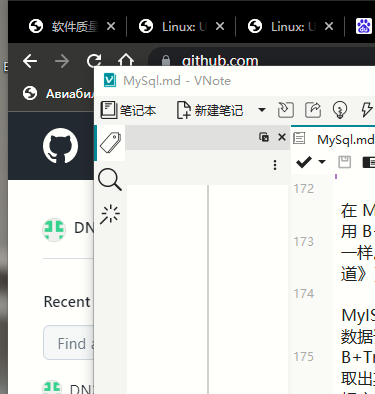 软件质量
Linux: U
Linux: U
github.com
Авиабил
MySql.md - VNote
笔记本
新建笔记
MySql.md
172
在 M
173
用 B+
一样。
道》
174
MyIS
数据
175
B+Tr
取出
DN
Recent
Find a
DN